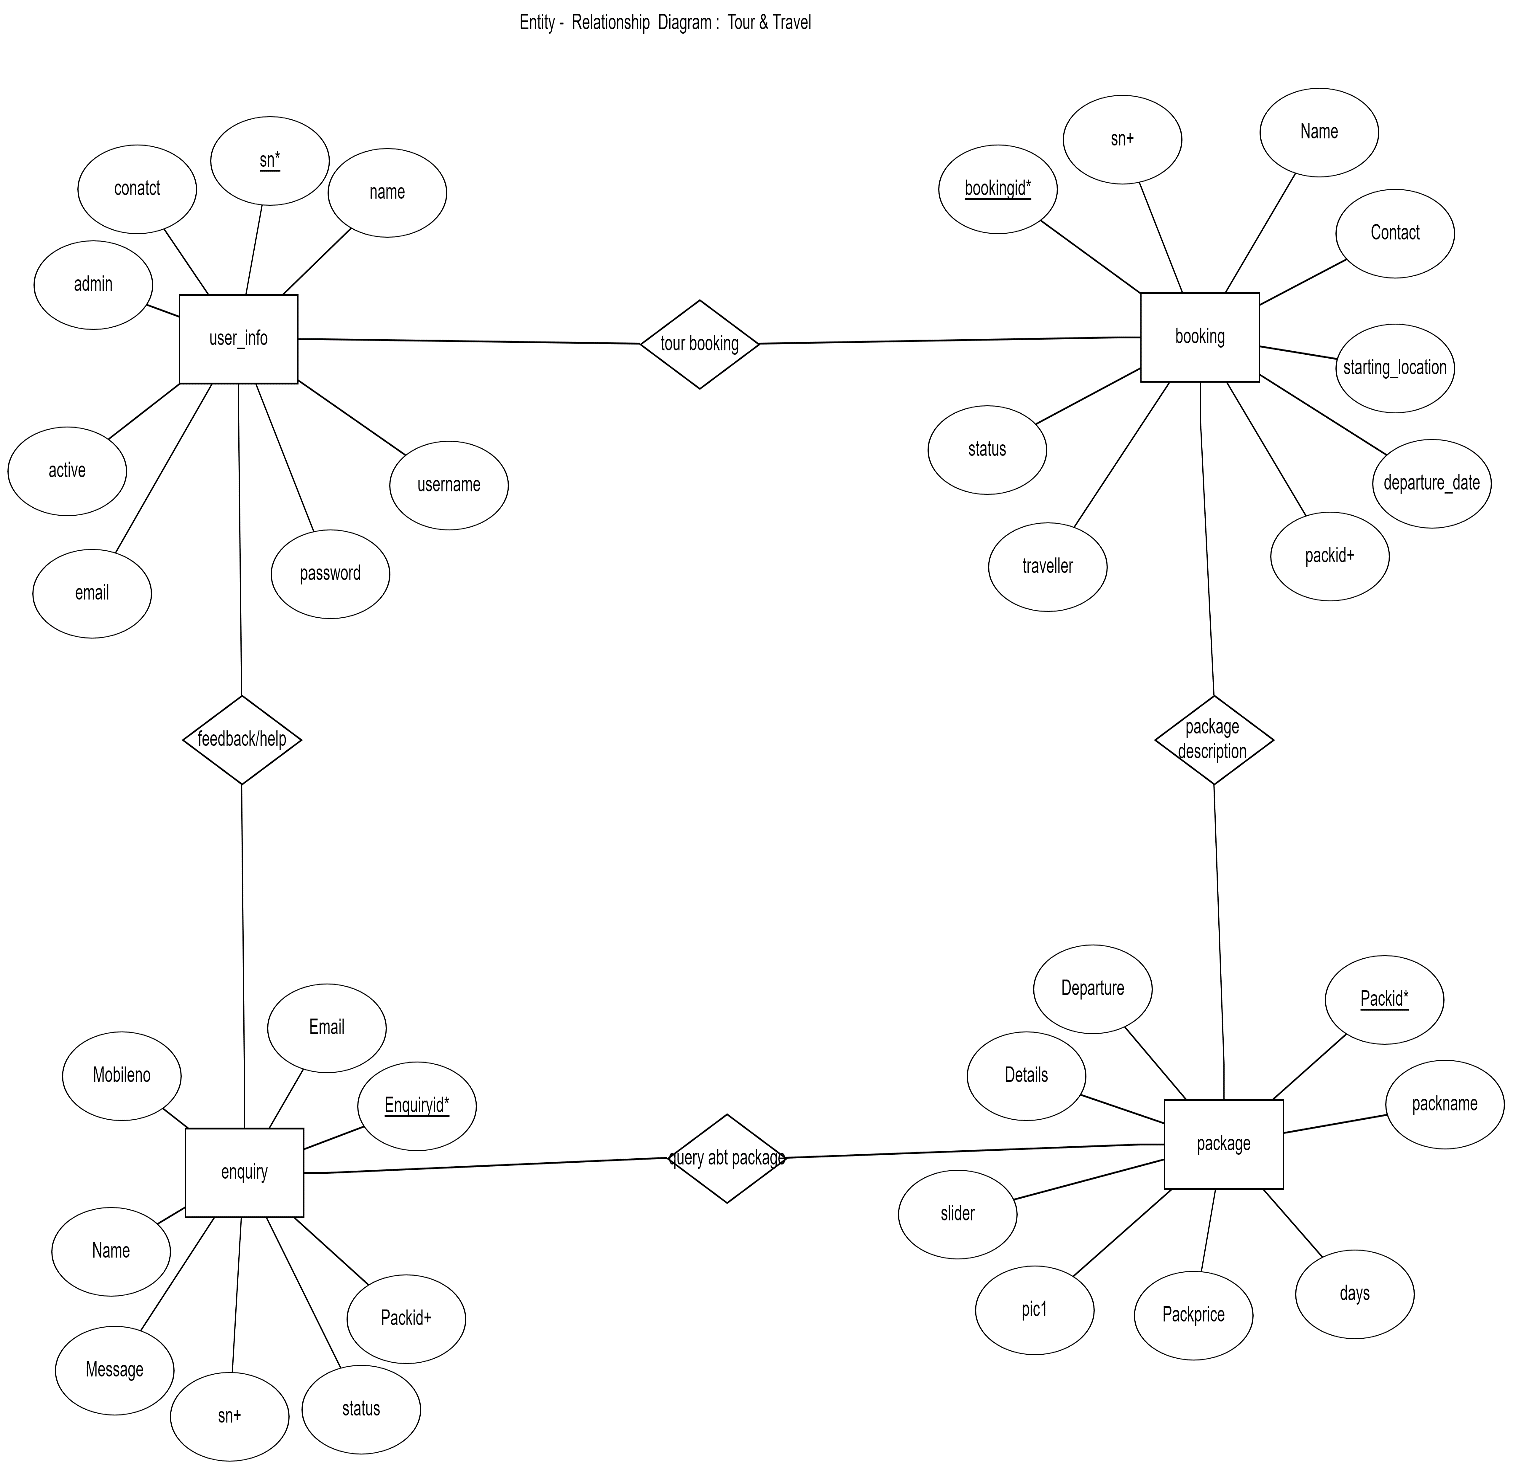 Entity - Relationship Diagram : Tour & Travel
sn*
conatct
name
admin
user_info
active
username
email
password
tour booking
sn+
Name
bookingid*
Contact
booking
starting_location
status
departure_date
traveller
packid+
feedback/help
package
description
Email
Mobileno
Enquiryid*
enquiry
Name
Packid+
Message
sn+
status
query abt package
Departure
Packid*
Details
packname
package
slider
pic1
Packprice
days